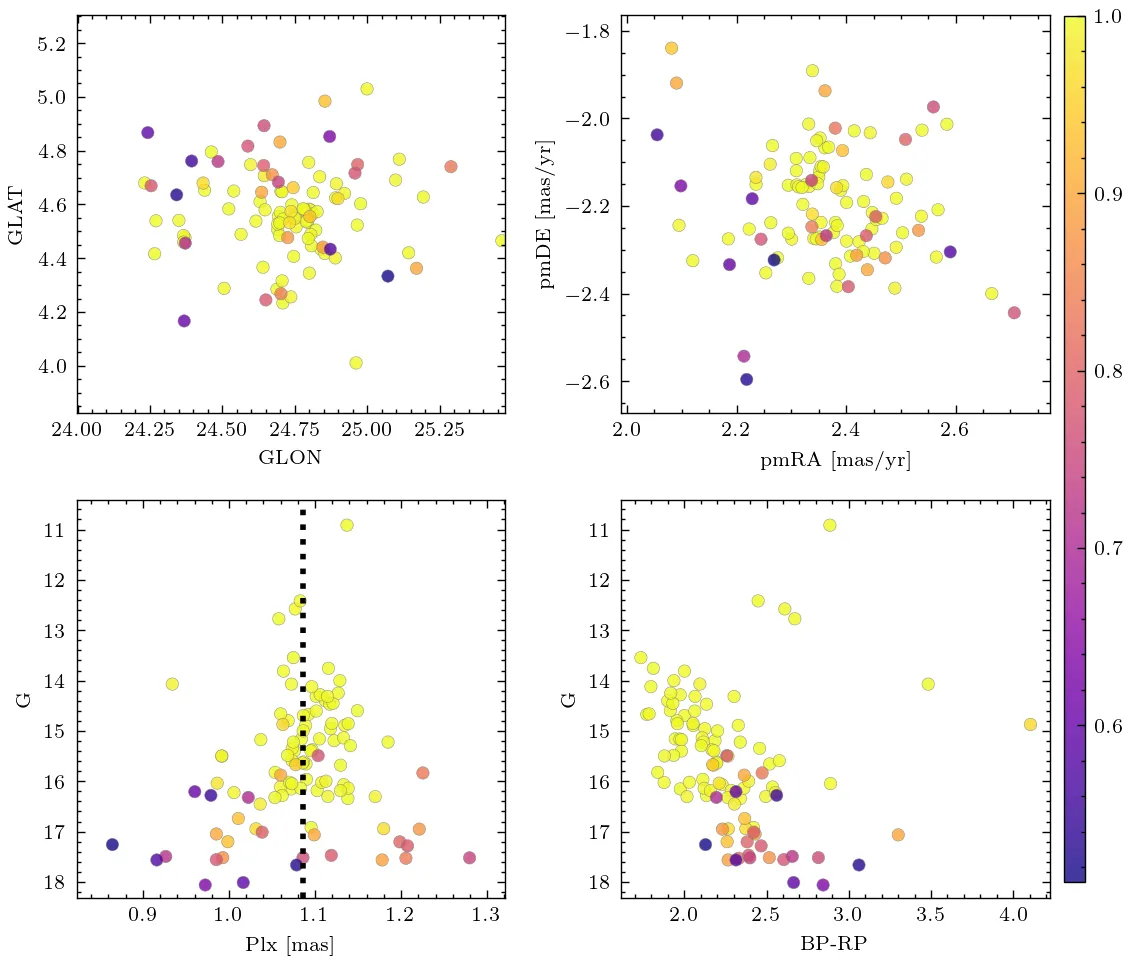 5.2
5.0
4.8
4.6
4.4
4.2
4.0
GLAT
24.00 24.25 24.50 24.75 25.00 25.25
GLON
−1.8
−2.0
−2.2
−2.4
−2.6
pmDE [mas/yr]
2.0 2.2 2.4 2.6
pmRA [mas/yr]
11
12
13
14
15
16
17
18
G
0.9 1.0 1.1 1.2 1.3
Plx [mas]
11
12
13
14
15
16
17
18
G
2.0 2.5 3.0 3.5 4.0
BP-RP
1.0
0.9
0.8
0.7
0.6